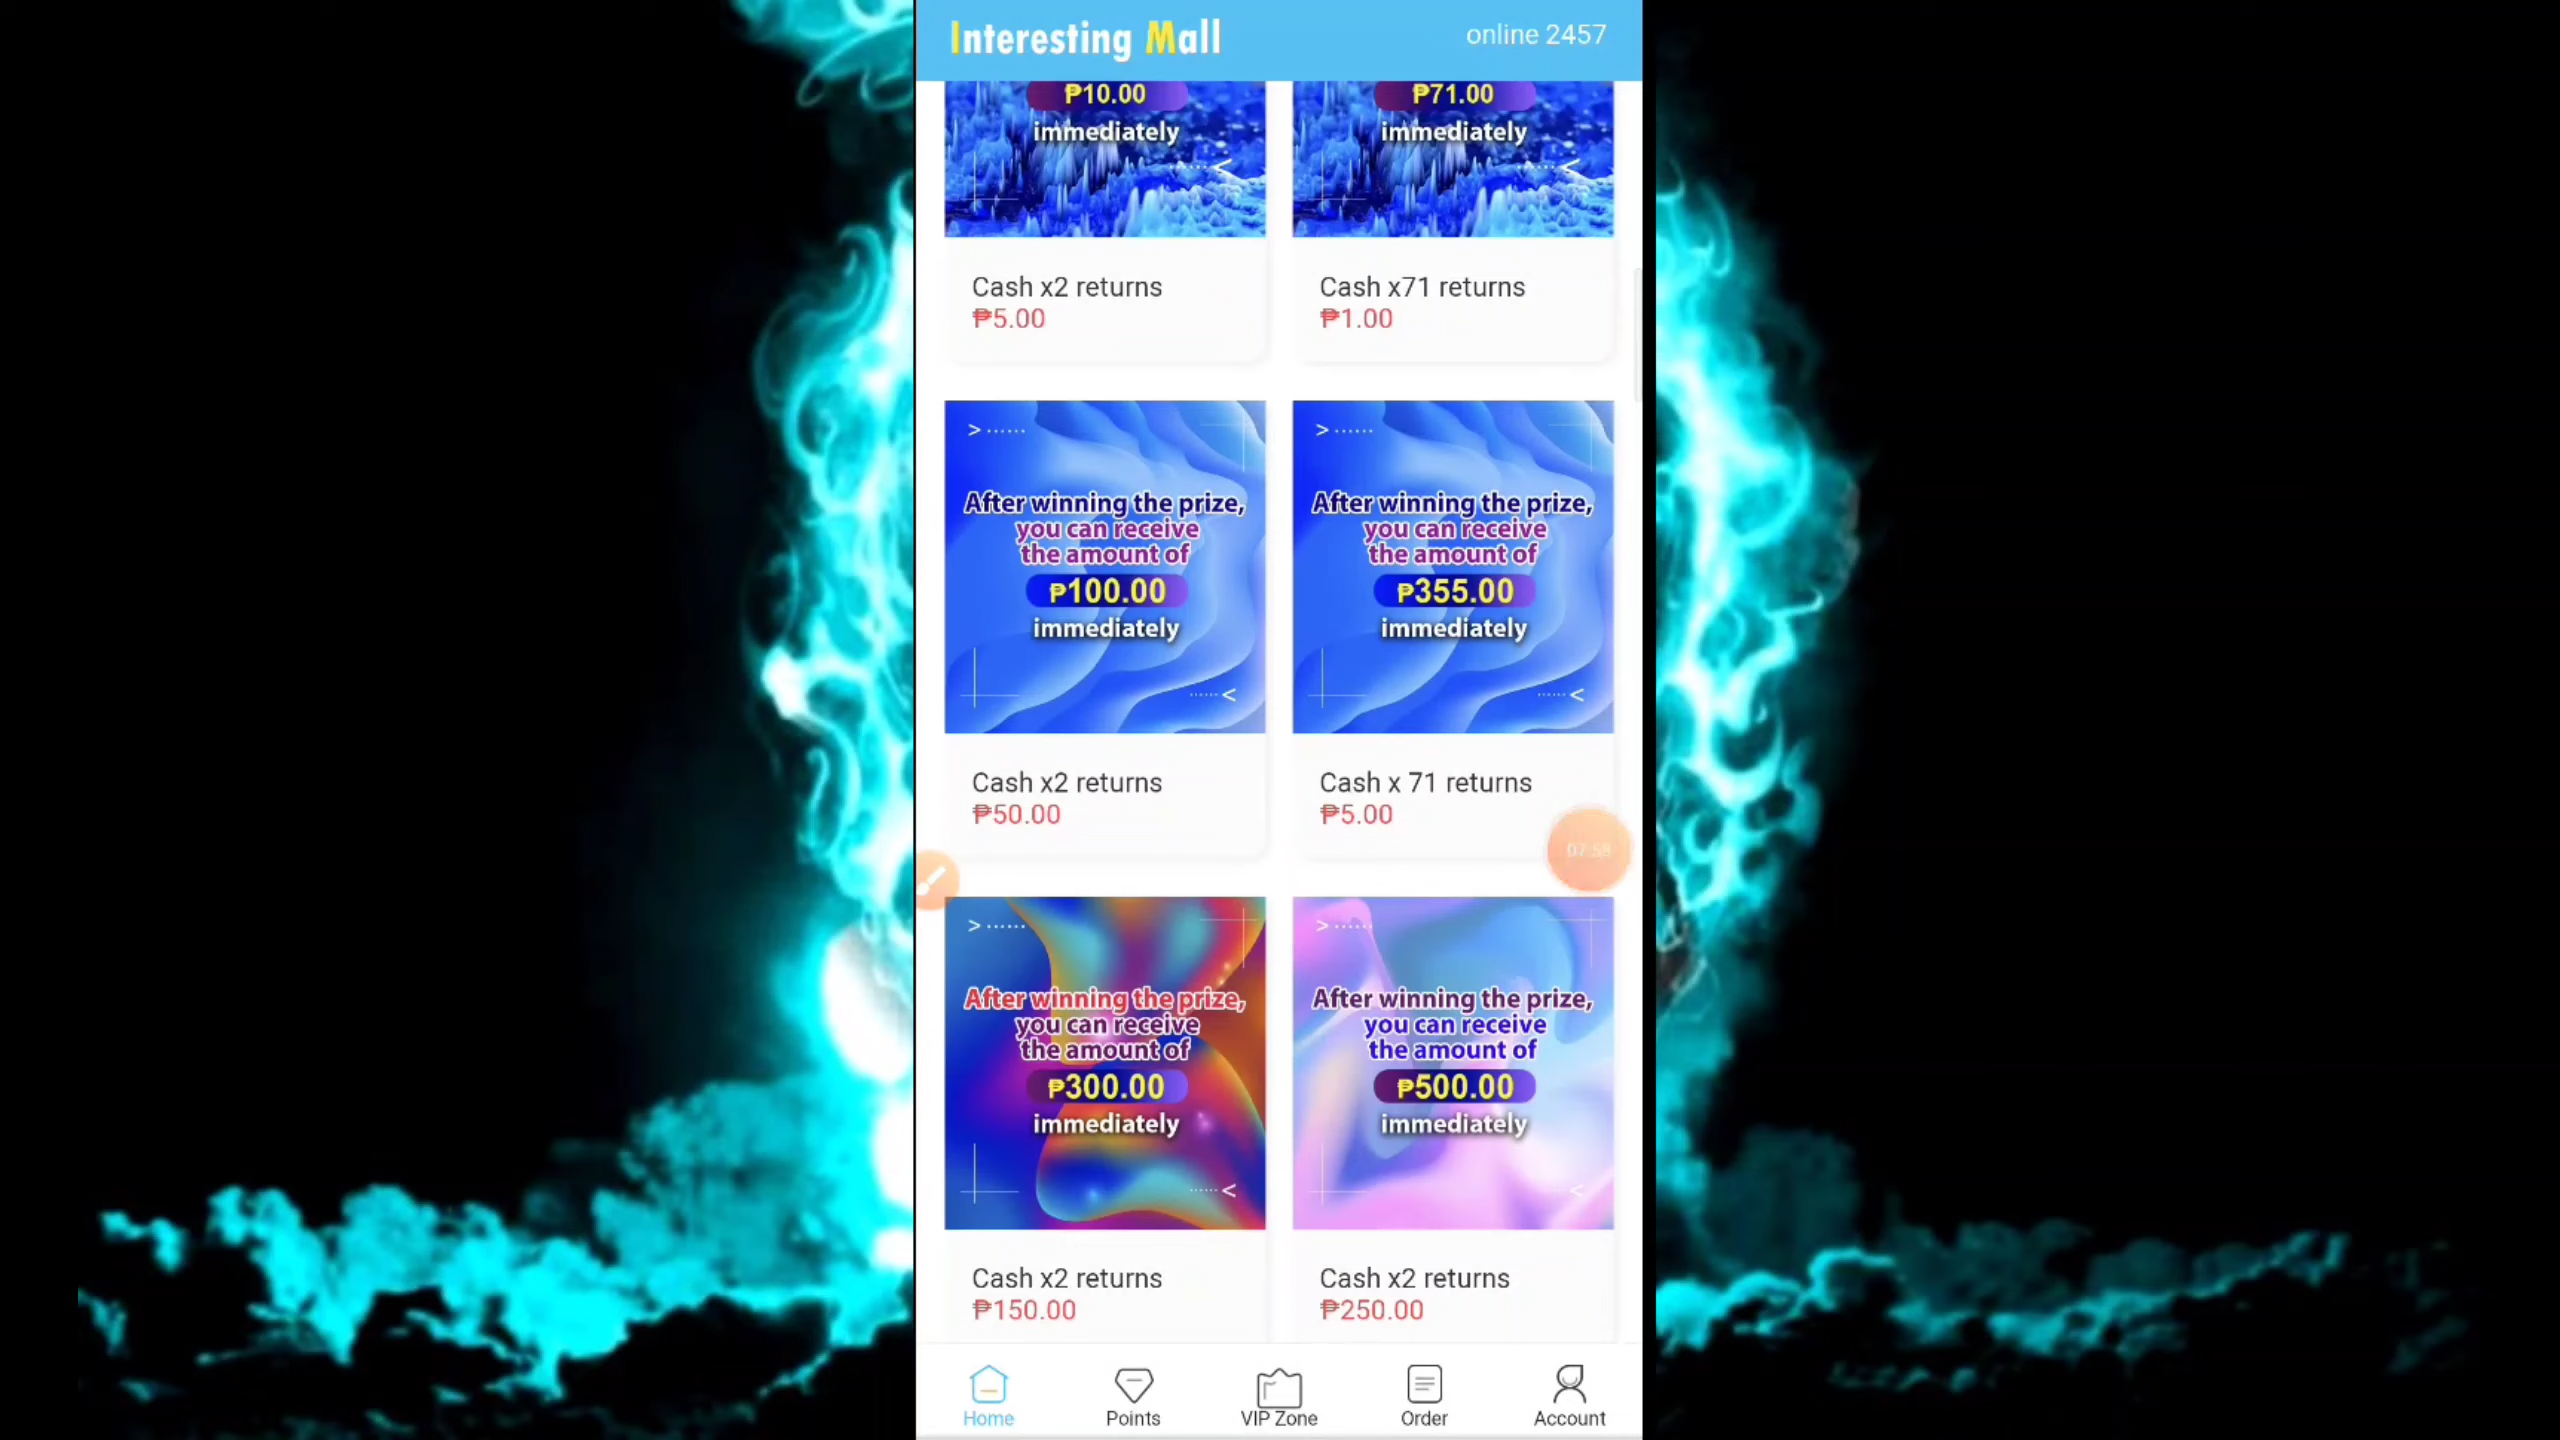 Interesting Mall
online 2457
₱10.00
immediately
₱71.00
immediately
Cash x2 returns
₱5.00
Cash x71 returns
₱1.00
After winning the prize,
you can receive
the amount of
₱100.00
immediately
After winning the prize,
you can receive
the amount of
₱355.00
immediately
Cash x2 returns
₱50.00
Cash x 71 returns
₱5.00
07:58
After winning the prize,
you can receive
the amount of
₱300.00
immediately
After winning the prize,
you can receive
the amount of
₱500.00
immediately
Cash x2 returns
₱150.00
Cash x2 returns
₱250.00
Home
Points
VIP Zone
Order
Account